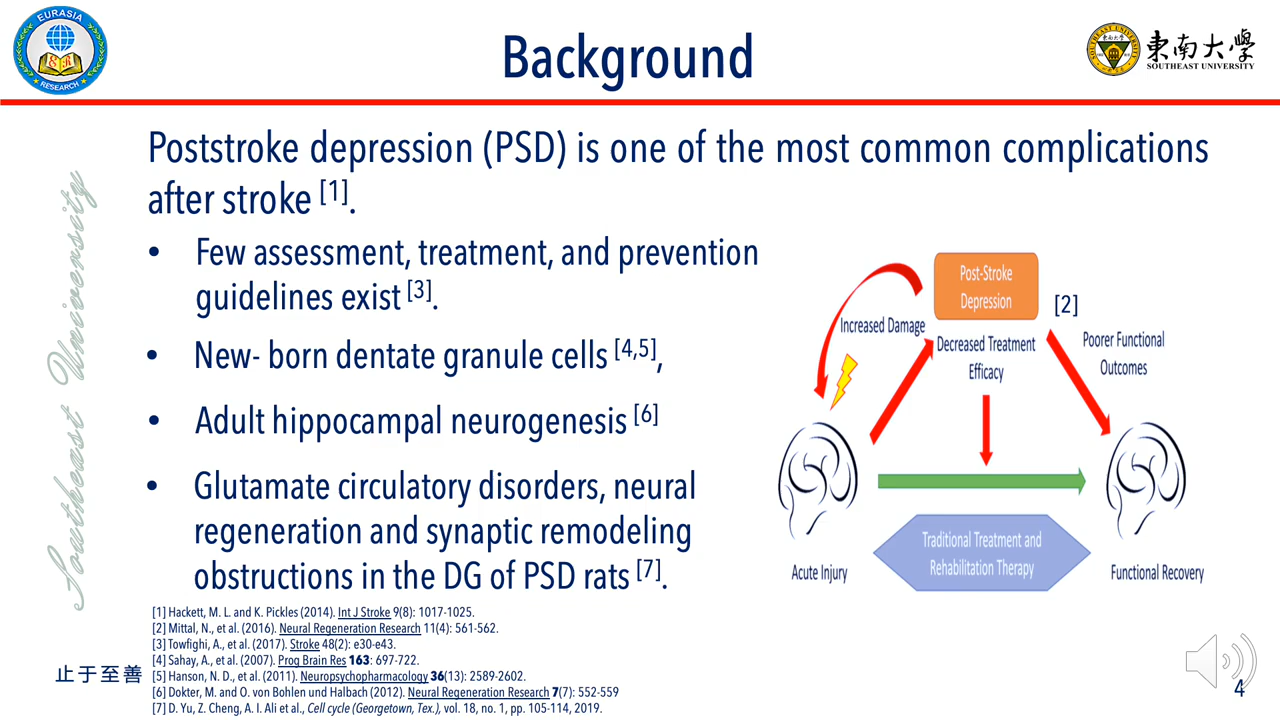 EURASIA
RESEARCH
Background
東南大學
SOUTHEAST UNIVERSITY
Southeast University
Poststroke depression (PSD) is one of the most common complications
after stroke [1].
• Few assessment, treatment, and prevention
guidelines exist [3].
• New- born dentate granule cells [4,5],
• Adult hippocampal neurogenesis [6]
• Glutamate circulatory disorders, neural
regeneration and synaptic remodeling
obstructions in the DG of PSD rats [7].
Post-Stroke
Depression
[2]
Increased Damage
Decreased Treatment
Efficacy
Poorer Functional
Outcomes
Traditional Treatment and
Rehabilitation Therapy
Acute Injury
Functional Recovery
[1] Hackett, M. L. and K. Pickles (2014). Int J Stroke 9(8): 1017-1025.
[2] Mittal, N., et al. (2016). Neural Regeneration Research 11(4): 561-562.
[3] Towfighi, A., et al. (2017). Stroke 48(2): e30-e43.
[4] Sahay, A., et al. (2007). Prog Brain Res 163: 697-722.
[5] Hanson, N. D., et al. (2011). Neuropsychopharmacology 36(13): 2589-2602.
[6] Dokter, M. and O. von Bohlen und Halbach (2012). Neural Regeneration Research 7(7): 552-559
[7] D. Yu, Z. Cheng, A. I. Ali et al., Cell cycle (Georgetown, Tex.), vol. 18, no. 1, pp. 105-114, 2019.
止于至善
4